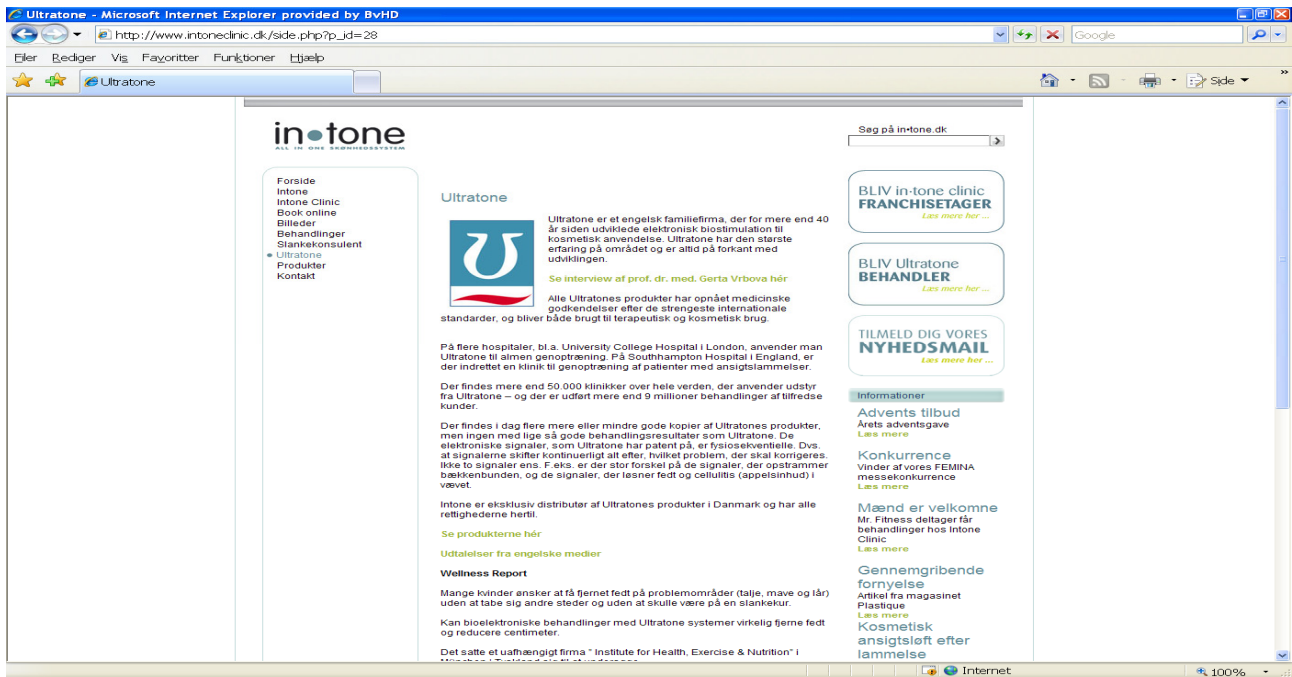 Ultratone - Microsoft Internet Explorer provided by BvHD
http://www.intoneclinic.dk/side.php?p_id=28
Google
Filer Rediger Vis Favoritter Funktioner Hjælp
Ultratone
Side
in•tone
ALL IN ONE SKØNHEDSSYSTEM
Søg på in•tone.dk
Forside
Intone
Intone Clinic
Book online
Billeder
Behandlinger
Slankekonsulent
Ultratone
Produkter
Kontakt
Ultratone
Ultratone er et engelsk familiefirma, der for mere end 40
år siden udviklede elektronisk biostimulation til
kosmetisk anvendelse. Ultratone har den største
erfaring på området og er altid på forkant med
udviklingen.
Se interview af prof. dr. med. Gerta Vrbova hér
Alle Ultratones produkter har opnået medicinske
godkendelser efter de strengeste internationale
standarder, og bliver både brugt til terapeutisk og kosmetisk brug.
På flere hospitaler, bl.a. University College Hospital i London, anvender man
Ultratone til almen genoptræning. På Southhampton Hospital i England, er
der indrettet en klinik til genoptræning af patienter med ansigtslammelser.
Der findes mere end 50.000 klinikker over hele verden, der anvender udstyr
fra Ultratone – og der er udført mere end 9 millioner behandlinger af tilfredse
kunder.
Der findes i dag flere mere eller mindre gode kopier af Ultratones produkter,
men ingen med lige så gode behandlingsresultater som Ultratone. De
elektroniske signaler, som Ultratone har patent på, er fysiosekventielle. Dvs.
at signalerne skifter kontinuerligt alt efter, hvilket problem, der skal korrigeres.
Ikke to signaler ens. F.eks. er der stor forskel på de signaler, der opstrammer
bækkenbunden, og de signaler, der løsner fedt og cellulitis (appelsinhud) i
vævet.
Intone er eksklusiv distributør af Ultratones produkter i Danmark og har alle
rettighederne hertil.
Se produkterne hér
Udtalelser fra engelske medier
Wellness Report
Mange kvinder ønsker at få fjernet fedt på problemområder (talje, mave og lår)
uden at tabe sig andre steder og uden at skulle være på en slankekur.
Kan bioelektroniske behandlinger med Ultratone systemer virkelig fjerne fedt
og reducere centimeter.
Det satte et uafhængigt firma " Institute for Health, Exercise & Nutrition" i
BLIV in·tone clinic
FRANCHISETAGER
Læs mere her ...
BLIV Ultratone
BEHANDLER
Læs mere her ...
TILMELD DIG VORES
NYHEDSMAIL
Læs mere her ...
Informationer
Advents tilbud
Årets adventsgave
Læs mere
Konkurrence
Vinder af vores FEMINA
messekonkurrence
Læs mere
Mænd er velkomne
Mr. Fitness deltager får
behandlinger hos Intone
Clinic
Læs mere
Gennemgribende
fornyelse
Artikel fra magasinet
Plastique
Læs mere
Kosmetisk
ansigtsløft efter
lammelse
Internet
100%